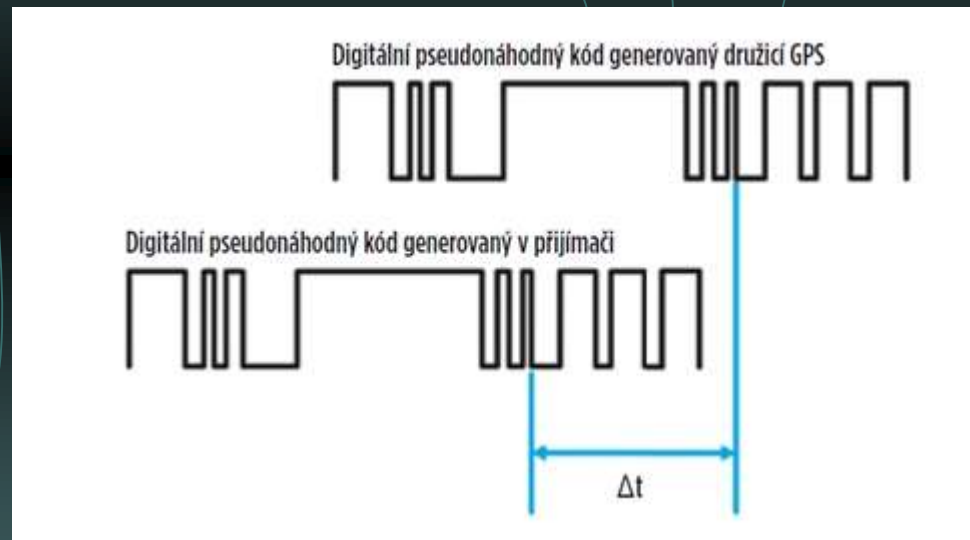 Digitální pseudonáhodný kód generovaný družicí GPS
Digitální pseudonáhodný kód generovaný v přijímači
Δt